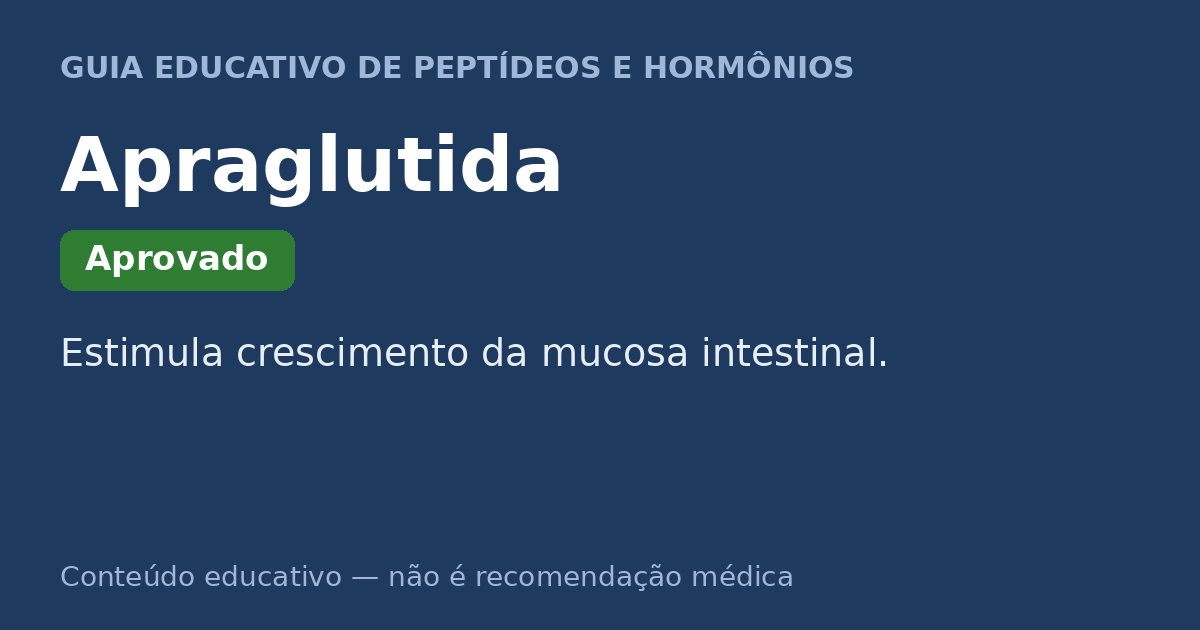 GUIA EDUCATIVO DE PEPTÍDEOS E HORMÔNIOS
Apraglutida
Aprovado
Estimula crescimento da mucosa intestinal.
Conteúdo educativo — não é recomendação médica